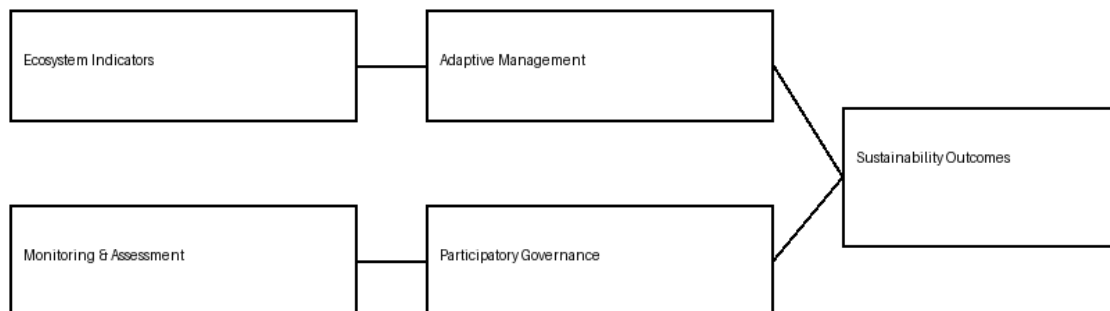 Ecosystem Indicators
Adaptive Management
Sustainability Outcomes
Monitoring & Assessment
Participatory Governance